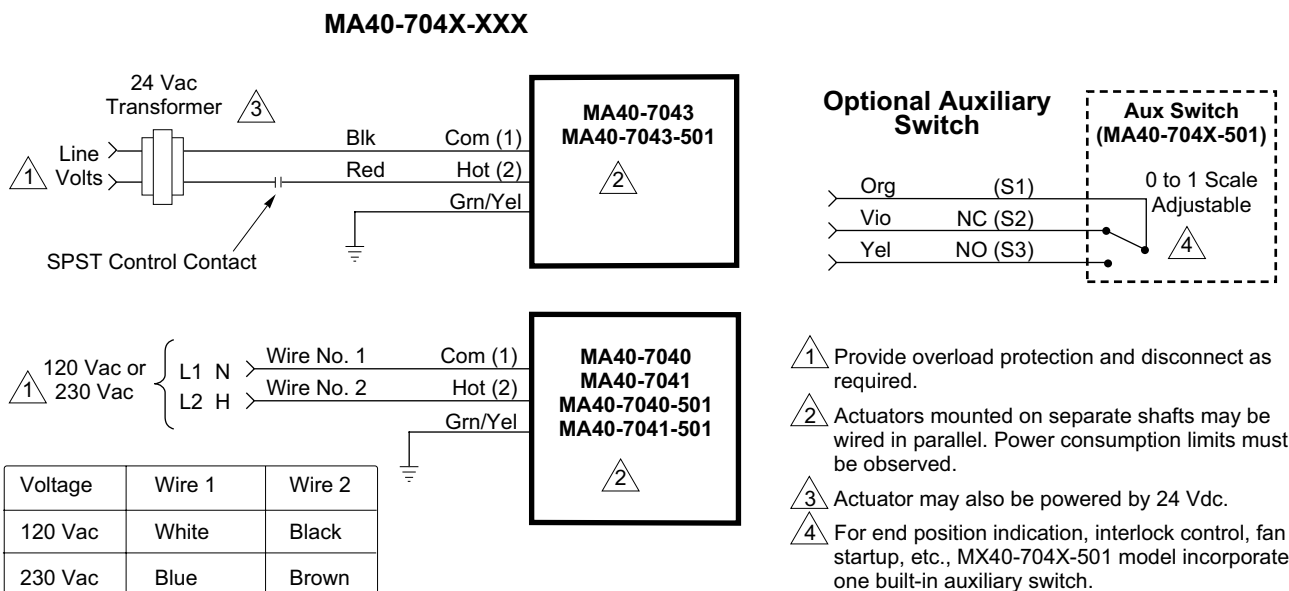 MA40-704X-XXX
24 Vac
Transformer
3
Line
Volts
1
Blk
Com (1)
Red
Hot (2)
Grn/Yel
SPST Control Contact
MA40-7043
MA40-7043-501
2
Optional Auxiliary
Switch
Aux Switch
(MA40-704X-501)
Org
(S1)
Vio
NC (S2)
Yel
NO (S3)
0 to 1 Scale
Adjustable
4
1
120 Vac or
230 Vac
L1 N
L2 H
Wire No. 1
Com (1)
Wire No. 2
Hot (2)
Grn/Yel
MA40-7040
MA40-7041
MA40-7040-501
MA40-7041-501
2
Voltage Wire 1 Wire 2
120 Vac White Black
230 Vac Blue Brown
1 Provide overload protection and disconnect as
required.
2 Actuators mounted on separate shafts may be
wired in parallel. Power consumption limits must
be observed.
3 Actuator may also be powered by 24 Vdc.
4 For end position indication, interlock control, fan
startup, etc., MX40-704X-501 model incorporate
one built-in auxiliary switch.